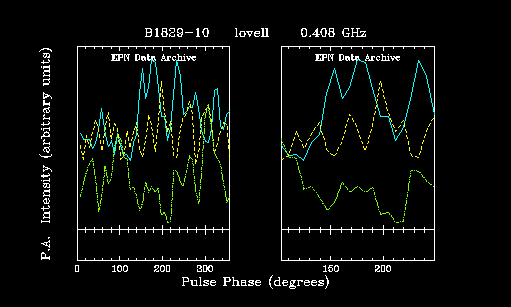 B1829-10 lovell 0.408 GHz
EPN Data Archive EPN Data Archive
P.A. Intensity (arbitrary units)
0 100 200 300 160 200
Pulse Phase (degrees)